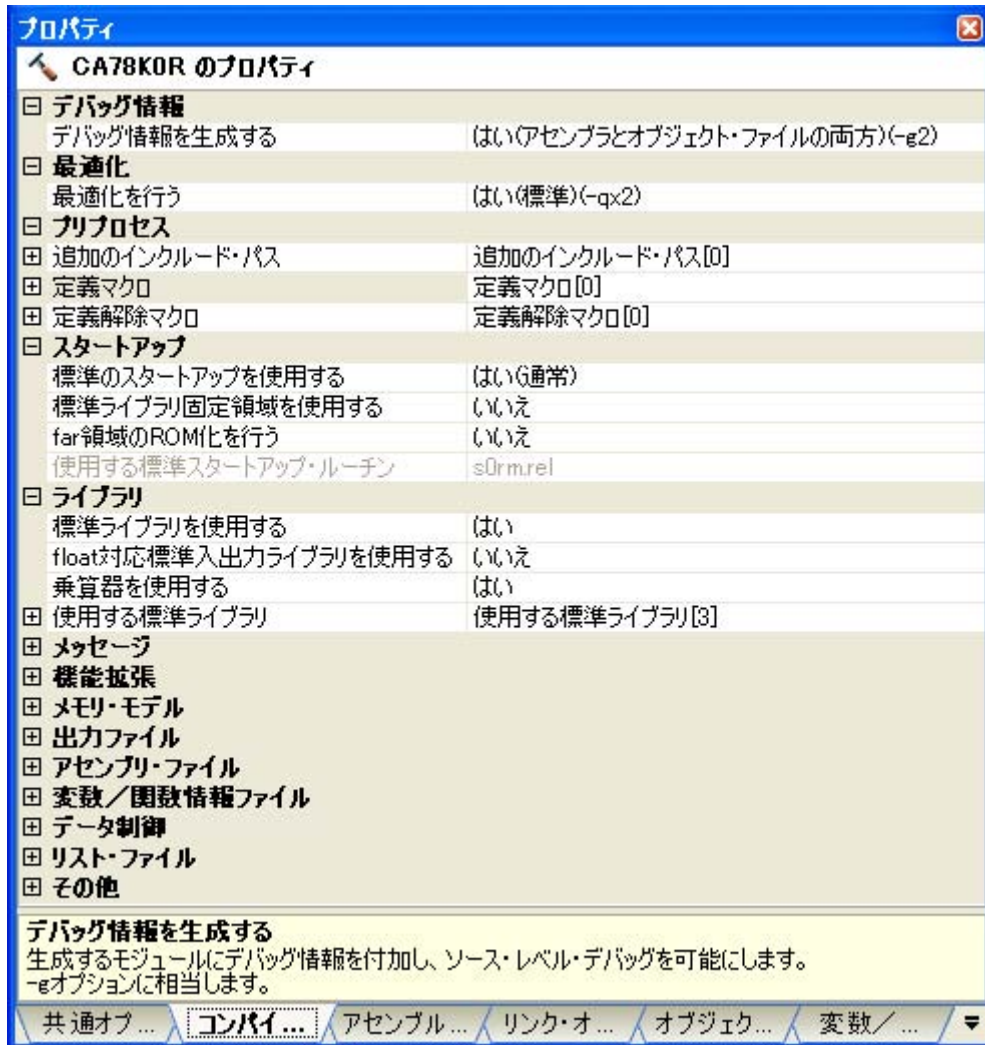 プロパティ
CA78K0R のプロパティ
デバッグ情報
デバッグ情報を生成する はい(アセンブラとオブジェクト・ファイルの両方)(-g2)
最適化
最適化を行う はい(標準)(-qx2)
プリプロセス
追加のインクルード・パス 追加のインクルード・パス[0]
定義マクロ 定義マクロ[0]
定義解除マクロ 定義解除マクロ[0]
スタートアップ
標準のスタートアップを使用する はい(通常)
標準ライブラリ固定領域を使用する いいえ
far領域のROM化を行う いいえ
使用する標準スタートアップ・ルーチン s0rm.rel
ライブラリ
標準ライブラリを使用する はい
float対応標準入出力ライブラリを使用する いいえ
乗算器を使用する はい
使用する標準ライブラリ 使用する標準ライブラリ[3]
メッセージ
機能拡張
メモリ・モデル
出力ファイル
アセンブリ・ファイル
変数／関数情報ファイル
データ制御
リスト・ファイル
その他
デバッグ情報を生成する
生成するモジュールにデバッグ情報を付加し、ソース・レベル・デバッグを可能にします。
-gオプションに相当します。
共通オプ... コンパイ... アセンブル... リンク・オ... オブジェク... 変数／...